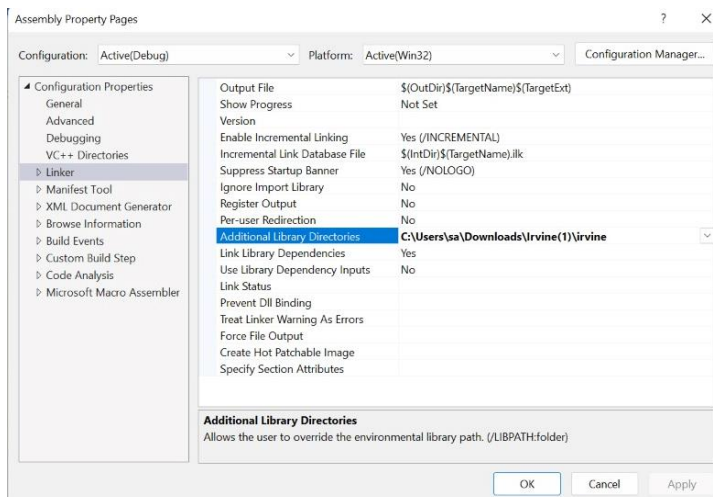 Assembly Property Pages ? X
Configuration: Active(Debug) Platform: Active(Win32) Configuration Manager...
Configuration Properties
General
Advanced
Debugging
VC++ Directories
Linker
Manifest Tool
XML Document Generator
Browse Information
Build Events
Custom Build Step
Code Analysis
Microsoft Macro Assembler
Output File $(OutDir)$(TargetName)$(TargetExt)
Show Progress Not Set
Version
Enable Incremental Linking Yes (/INCREMENTAL)
Incremental Link Database File $(IntDir)$(TargetName).ilk
Suppress Startup Banner Yes (/NOLOGO)
Ignore Import Library No
Register Output No
Per-user Redirection No
Additional Library Directories C:\Users\sa\Downloads\Irvine(1)\irvine
Link Library Dependencies Yes
Use Library Dependency Inputs No
Link Status
Prevent Dll Binding
Treat Linker Warning As Errors
Force File Output
Create Hot Patchable Image
Specify Section Attributes
Additional Library Directories
Allows the user to override the environmental library path. (/LIBPATH:folder)
OK Cancel Apply